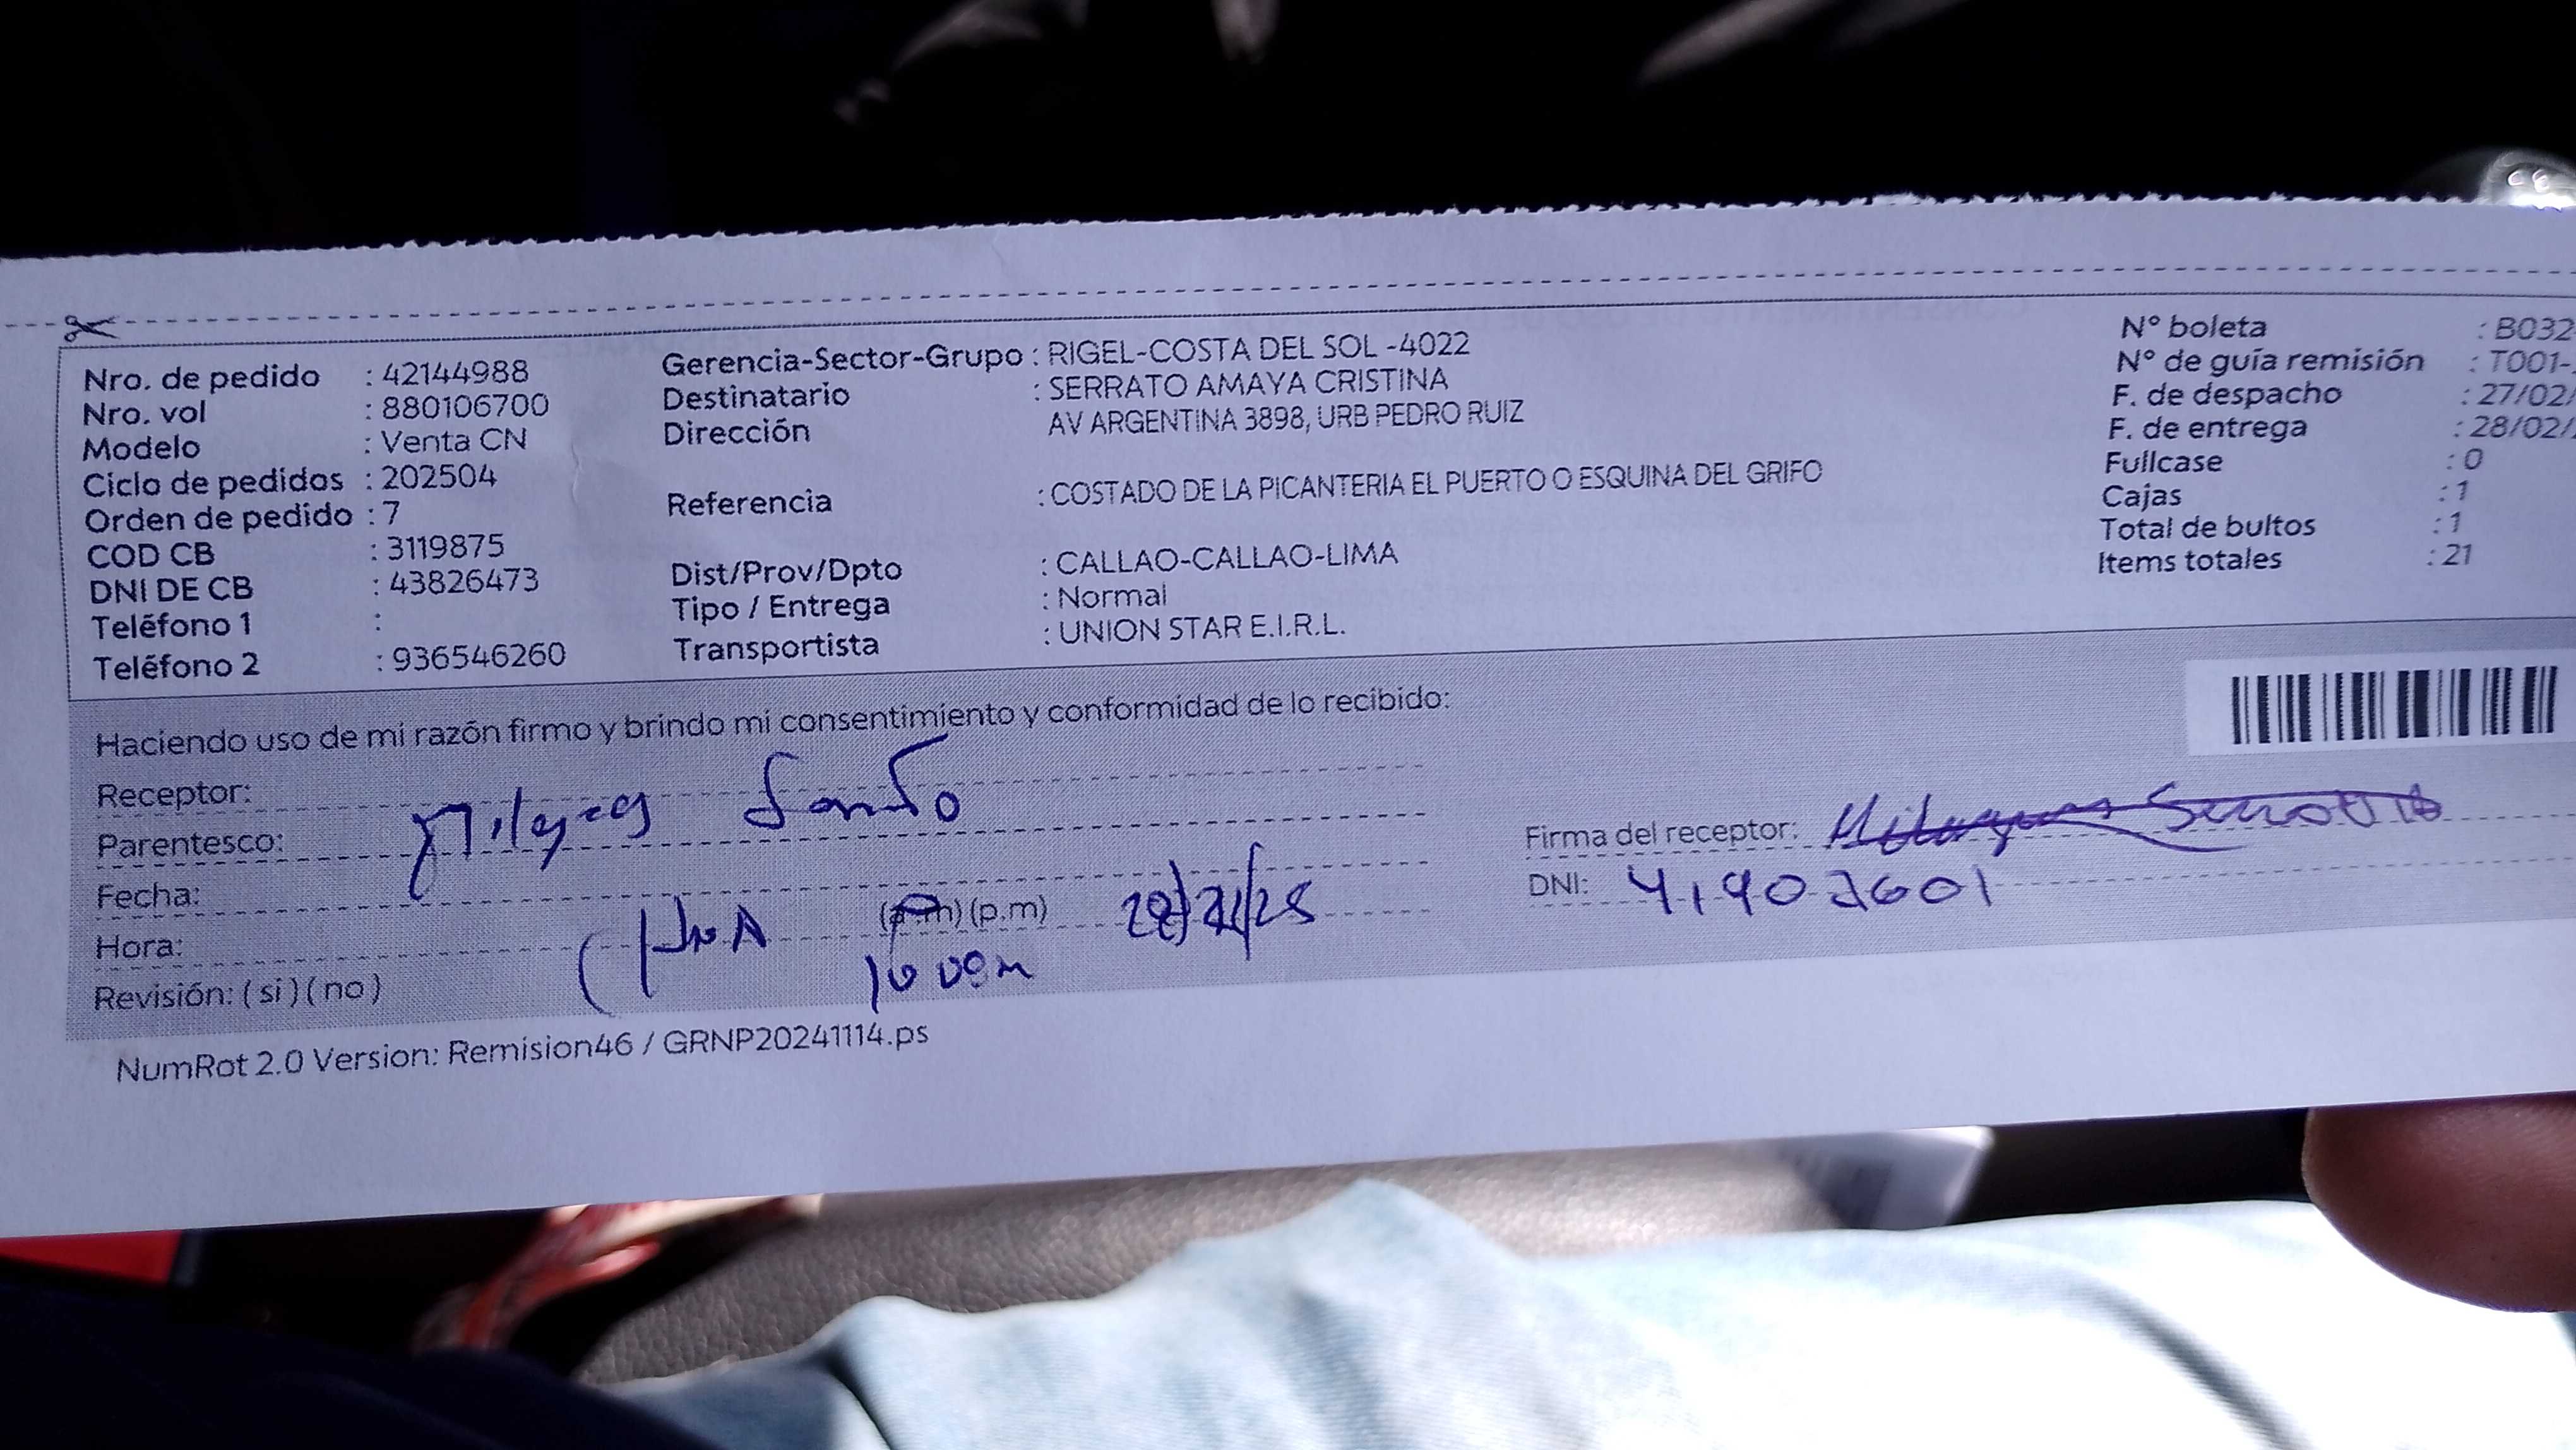 Nro. de pedido : 42144988
Nro. vol : 880106700
Modelo : Venta CN
Ciclo de pedidos : 202504
Orden de pedido : 7
COD CB : 3119875
DNI DE CB : 43826473
Teléfono 1 :
Teléfono 2 : 936546260
Gerencia-Sector-Grupo : RIGEL-COSTA DEL SOL -4022
Destinatario : SERRATO AMAYA CRISTINA
Dirección AV ARGENTINA 3898, URB PEDRO RUIZ
Referencia : COSTADO DE LA PICANTERIA EL PUERTO O ESQUINA DEL GRIFO
Dist/Prov/Dpto : CALLAO-CALLAO-LIMA
Tipo / Entrega : Normal
Transportista : UNION STAR E.I.R.L.
N° boleta : B032
N° de guía remisión : T001-
F. de despacho : 27/02/
F. de entrega : 28/02/
Fullcase : 0
Cajas : 1
Total de bultos : 1
Items totales : 21
Haciendo uso de mi razón firmo y brindo mi consentimiento y conformidad de lo recibido:
Receptor:
Parentesco:
Fecha:
Hora: (a.m) (p.m)
Revisión: ( si ) ( no )
Firma del receptor:
DNI:
NumRot 2.0 Version: Remision46 / GRNP20241114.ps